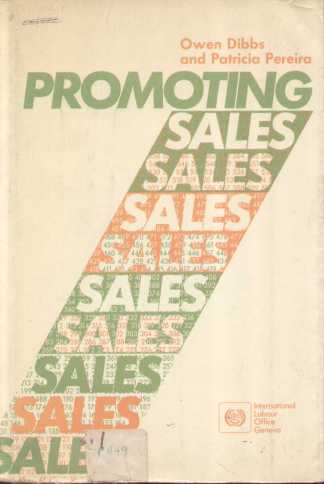 Owen Dibbs
and Patricia Pereira
PROMOTING
SALES
SALES
SALES
SALES
SALES
SALES
SALES
SALES
SALE
International
Labour
Office
Geneva